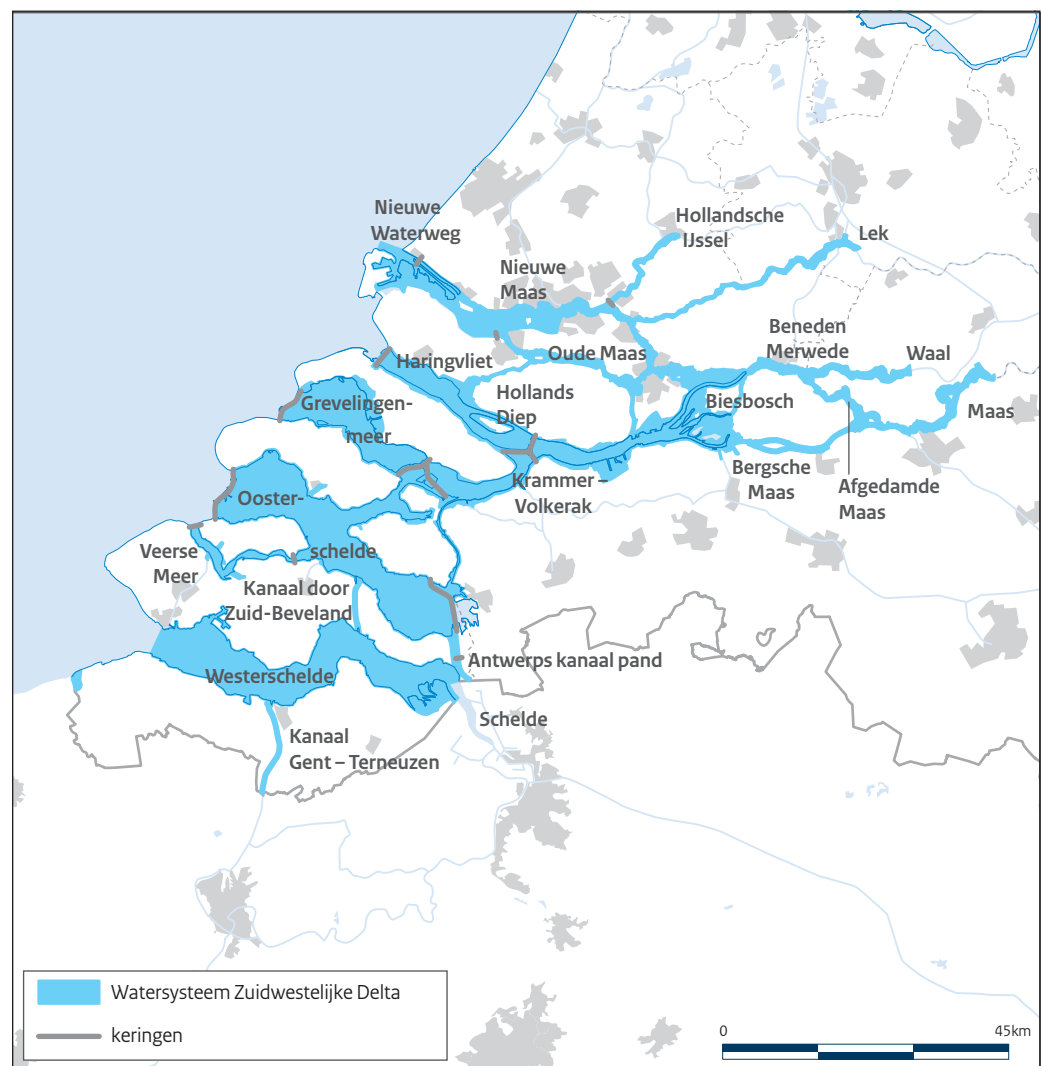 Nieuwe
Waterweg
Hollandsche
IJssel
Lek
Nieuwe
Maas
Beneden
Merwede
Waal
Oude Maas
Haringvliet
Hollands
Diep
Biesbosch
Maas
Grevelingen-
meer
Krammer –
Volkerak
Bergsche
Maas
Afgedamde
Maas
Ooster-
schelde
Veerse
Meer
Kanaal door
Zuid-Beveland
Antwerps kanaal pand
Westerschelde
Schelde
Kanaal
Gent – Terneuzen
Watersysteem Zuidwestelijke Delta
keringen
0
45km